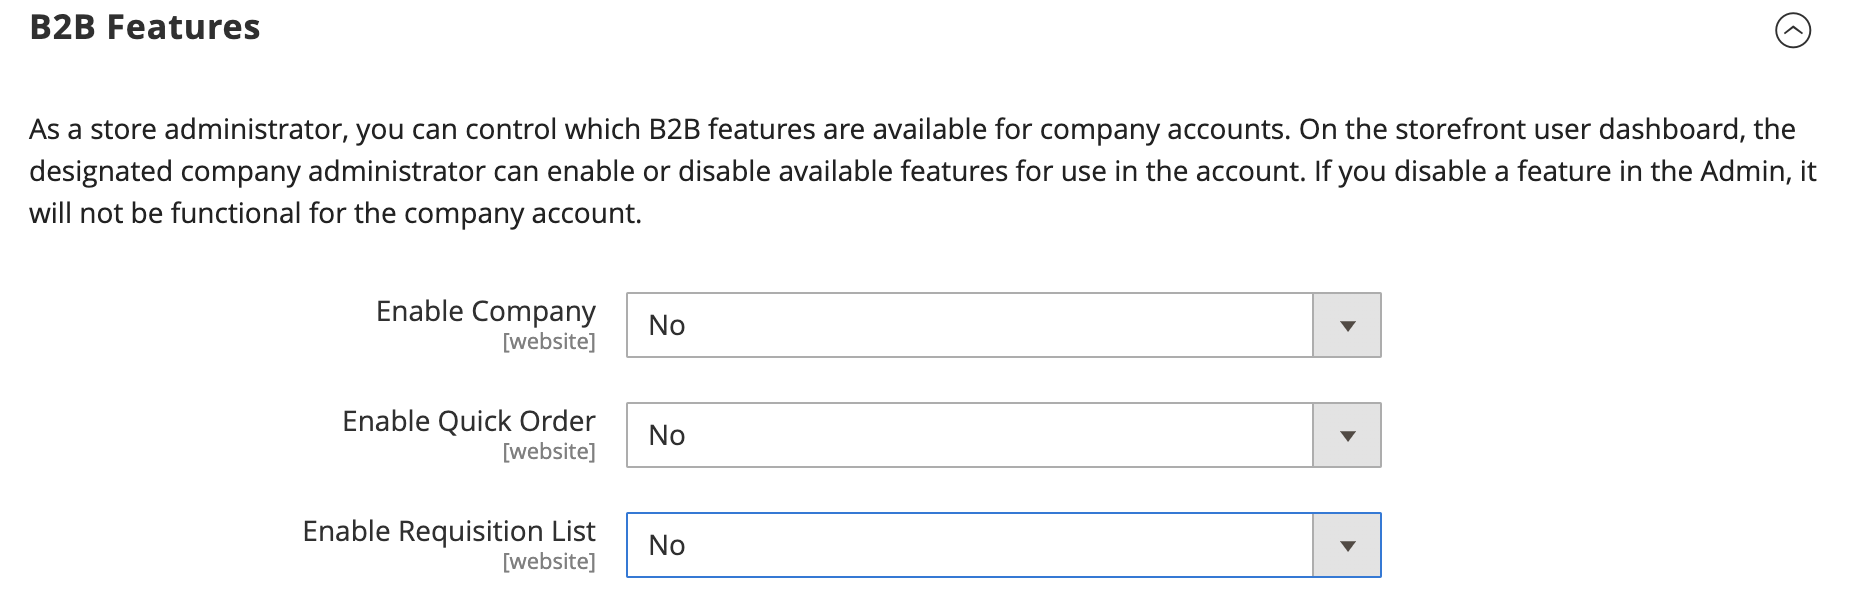 B2B Features
As a store administrator, you can control which B2B features are available for company accounts. On the storefront user dashboard, the
designated company administrator can enable or disable available features for use in the account. If you disable a feature in the Admin, it
will not be functional for the company account.
Enable Company
[website]
No
Enable Quick Order
[website]
No
Enable Requisition List
[website]
No